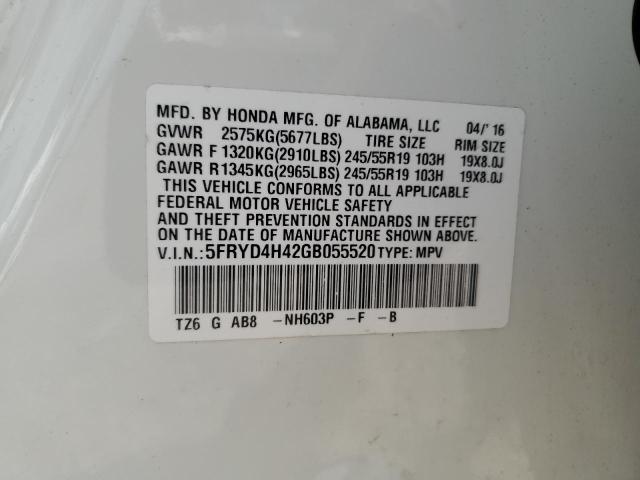 MFD. BY HONDA MFG. OF ALABAMA, LLC 04/'16
GVWR 2575KG(5677LBS) TIRE SIZE RIM SIZE
GAWR F 1320KG(2910LBS) 245/55R19 103H 19X8.0J
GAWR R1345KG(2965LBS) 245/55R19 103H 19X8.0J
THIS VEHICLE CONFORMS TO ALL APPLICABLE
FEDERAL MOTOR VEHICLE SAFETY
AND THEFT PREVENTION STANDARDS IN EFFECT
ON THE DATE OF MANUFACTURE SHOWN ABOVE.
V.I.N.: 5FRYD4H42GB055520 TYPE: MPV
TZ6 G AB8 -NH603P -F -B